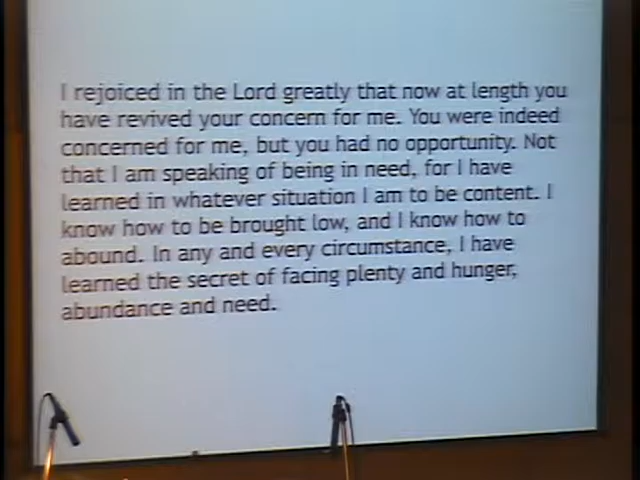 I rejoiced in the Lord greatly that now at length you
have revived your concern for me. You were indeed
concerned for me, but you had no opportunity. Not
that I am speaking of being in need, for I have
learned in whatever situation I am to be content. I
know how to be brought low, and I know how to
abound. In any and every circumstance, I have
learned the secret of facing plenty and hunger,
abundance and need.